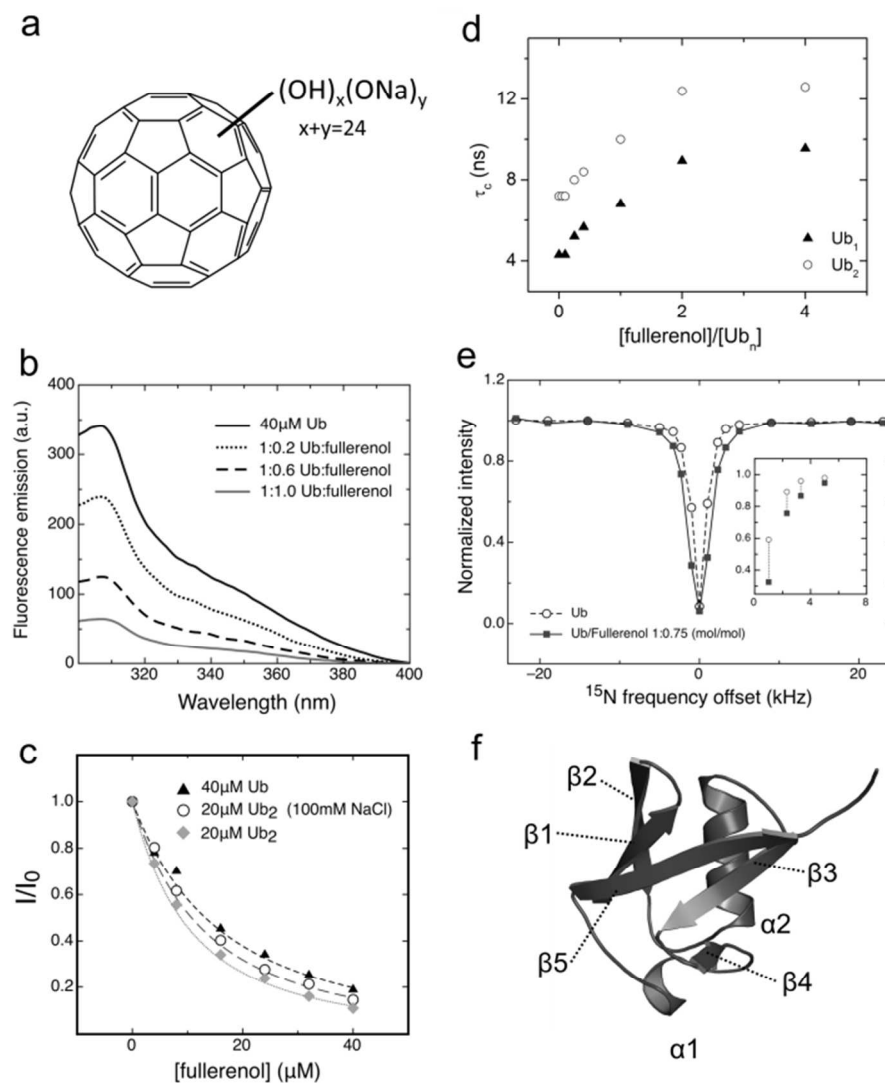 a
(OH)x(ONa)y
x+y=24
b
400
300
200
100
0
320
340
360
380
400
Fluorescence emission (a.u.)
Wavelength (nm)
40µM Ub
1:0.2 Ub:fullerenol
1:0.6 Ub:fullerenol
1:1.0 Ub:fullerenol
c
1.0
0.8
0.6
0.4
0.2
0
20
40
I/I0
[fullerenol] (µM)
40µM Ub
20µM Ub2 (100mM NaCl)
20µM Ub2
d
12
8
4
0
2
4
τc (ns)
[fullerenol]/[Ubn]
Ub1
Ub2
e
1.2
0.8
0.4
0.0
−20
0
20
Normalized intensity
15N frequency offset (kHz)
Ub
Ub/Fullerenol 1:0.75 (mol/mol)
1.0
0.8
0.6
0.4
0
4
8
f
β2
β1
β3
α2
β5
β4
α1